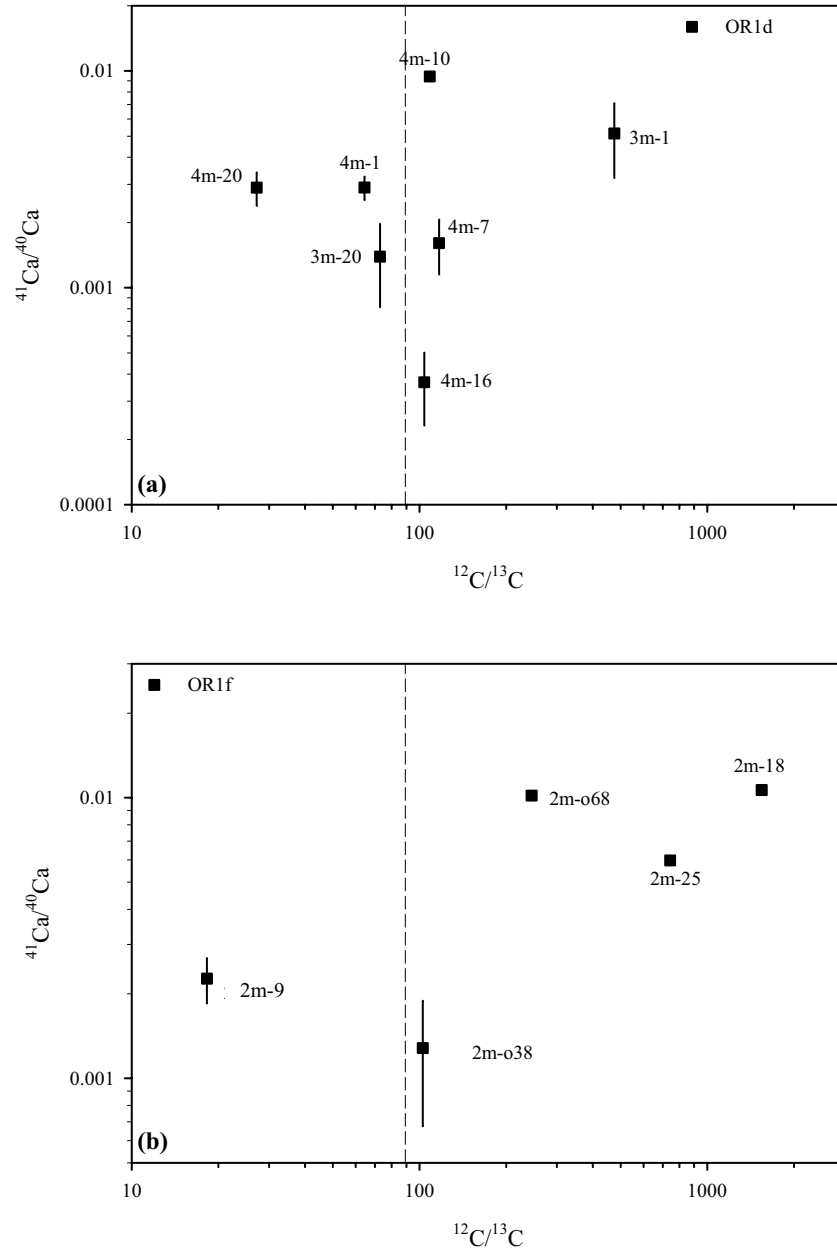 OR1d
4m-10
0.01
3m-1
4m-20
4m-1
4m-7
3m-20
⁴¹Ca/⁴⁰Ca
0.001
4m-16
(a)
0.0001
10 100 1000
¹²C/¹³C
OR1f
2m-18
0.01
2m-o68
2m-25
⁴¹Ca/⁴⁰Ca
2m-9
2m-o38
0.001
(b)
10 100 1000
¹²C/¹³C